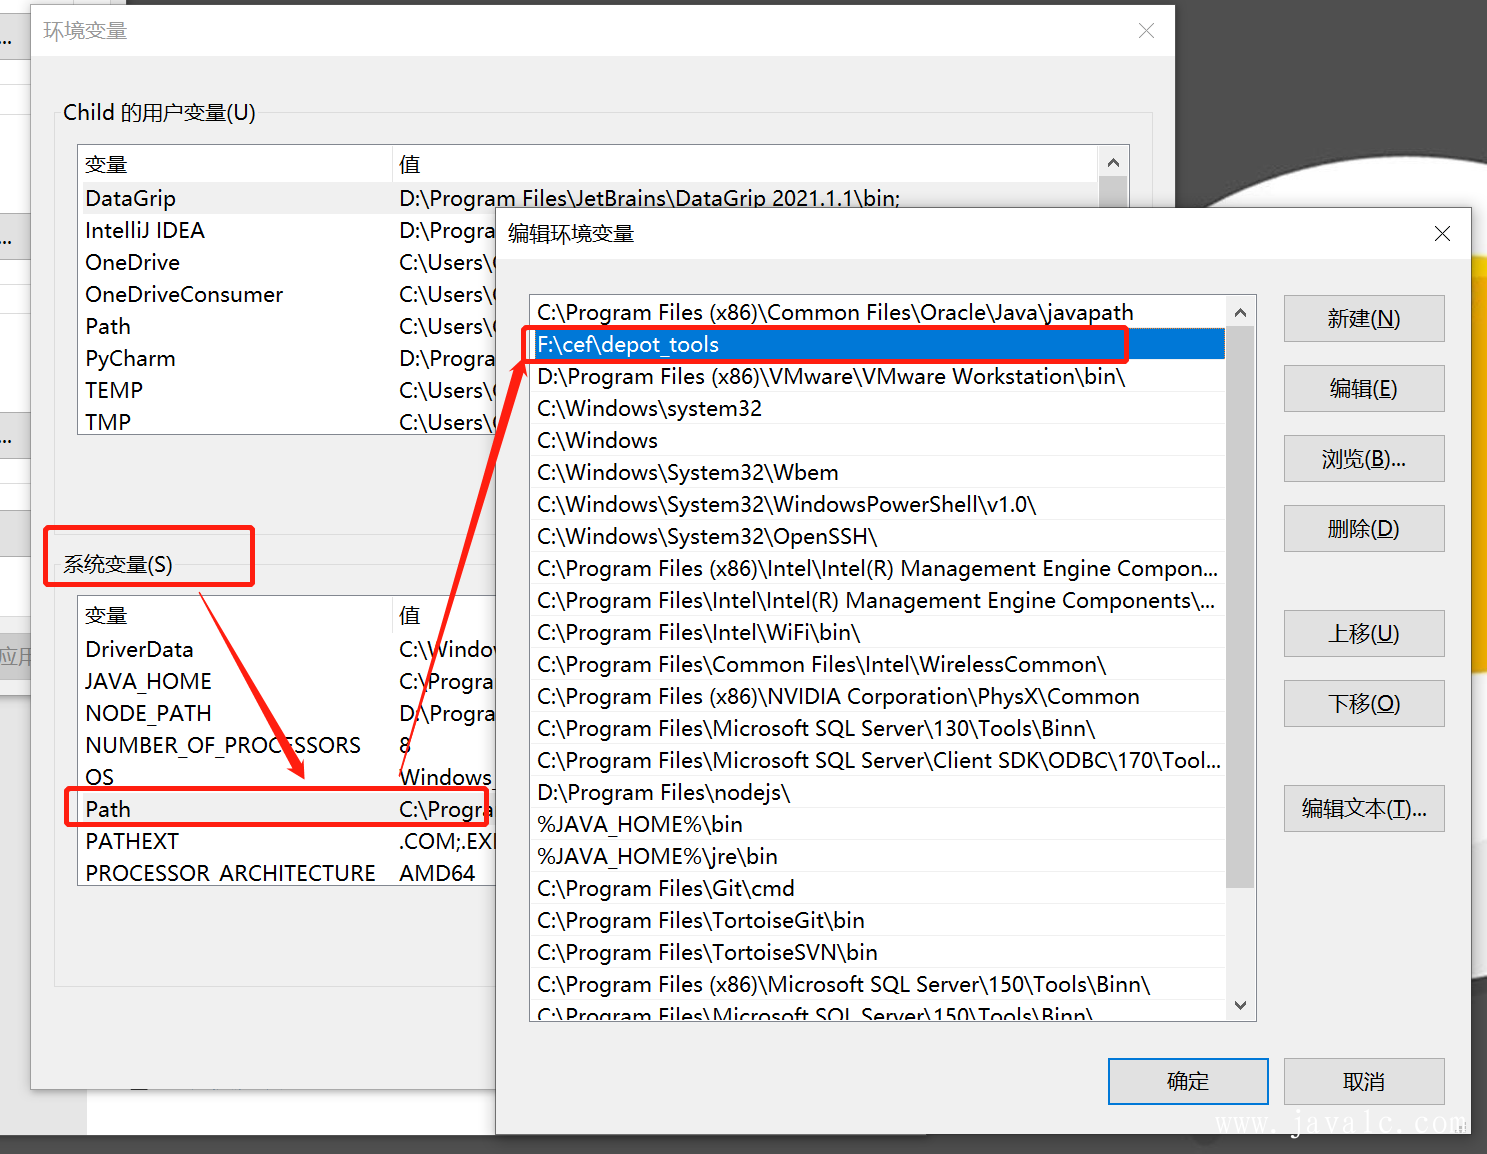 环境变量
Child 的用户变量(U)
变量 值
DataGrip D:\Program Files\JetBrains\DataGrip 2021.1.1\bin;
IntelliJ IDEA D:\Progra
OneDrive C:\Users\
OneDriveConsumer C:\Users\
Path C:\Users\
PyCharm D:\Progra
TEMP C:\Users\
TMP C:\Users\
系统变量(S)
变量 值
DriverData C:\Windo
JAVA_HOME C:\Progra
NODE_PATH D:\Progra
NUMBER_OF_PROCESSORS 8
OS Windows_
Path C:\Progra
PATHEXT .COM;.EX
PROCESSOR_ARCHITECTURE AMD64
应用
编辑环境变量
C:\Program Files (x86)\Common Files\Oracle\Java\javapath
F:\cef\depot_tools
D:\Program Files (x86)\VMware\VMware Workstation\bin\
C:\Windows\system32
C:\Windows
C:\Windows\System32\Wbem
C:\Windows\System32\WindowsPowerShell\v1.0\
C:\Windows\System32\OpenSSH\
C:\Program Files (x86)\Intel\Intel(R) Management Engine Compon...
C:\Program Files\Intel\Intel(R) Management Engine Components\...
C:\Program Files\Intel\WiFi\bin\
C:\Program Files\Common Files\Intel\WirelessCommon\
C:\Program Files (x86)\NVIDIA Corporation\PhysX\Common
C:\Program Files\Microsoft SQL Server\130\Tools\Binn\
C:\Program Files\Microsoft SQL Server\Client SDK\ODBC\170\Tool...
D:\Program Files\nodejs\
%JAVA_HOME%\bin
%JAVA_HOME%\jre\bin
C:\Program Files\Git\cmd
C:\Program Files\TortoiseGit\bin
C:\Program Files\TortoiseSVN\bin
C:\Program Files (x86)\Microsoft SQL Server\150\Tools\Binn\
C:\Program Files\Microsoft SQL Server\150\Tools\Binn\
新建(N)
编辑(E)
浏览(B)...
删除(D)
上移(U)
下移(O)
编辑文本(T)...
确定
取消
www.javalc.com